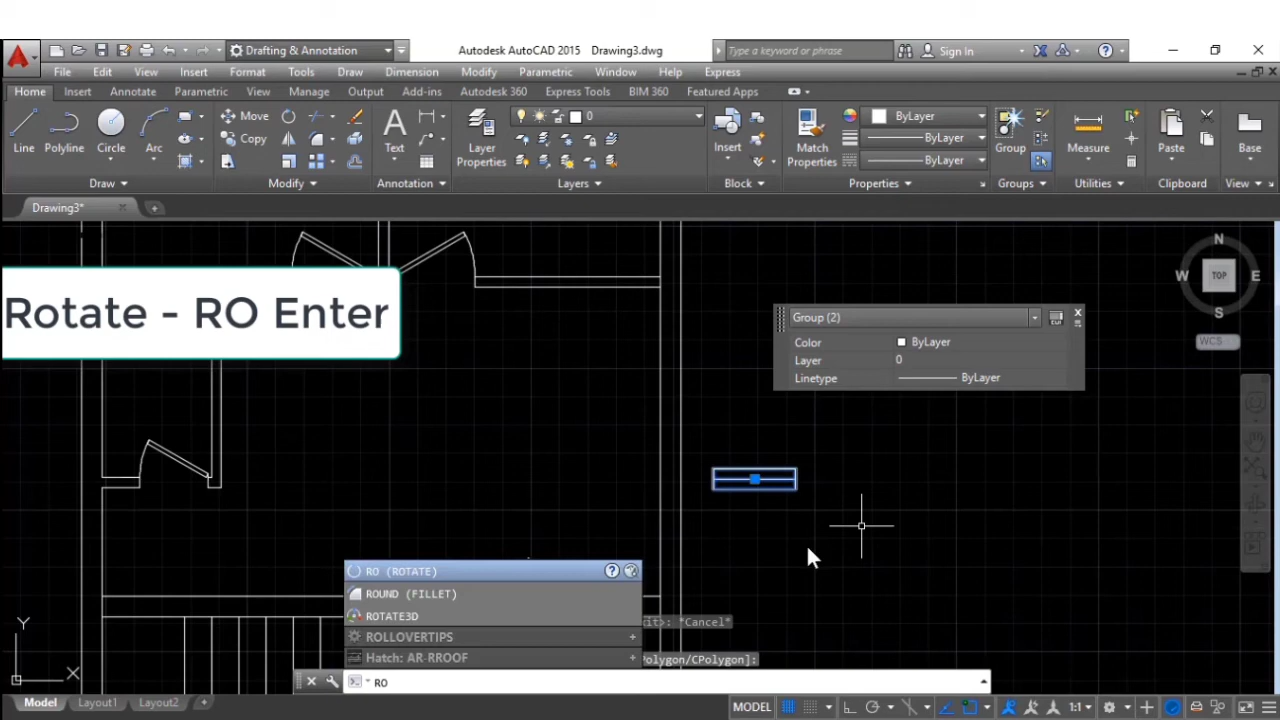 Drafting & Annotation
Autodesk AutoCAD 2015 Drawing3.dwg
Type a keyword or phrase
Sign In
File Edit View Insert Format Tools Draw Dimension Modify Parametric Window Help Express
Home Insert Annotate Parametric View Manage Output Add-ins Autodesk 360 Express Tools BIM 360 Featured Apps
Line
Polyline
Circle
Arc
Move
Copy
A
Text
Layer
Properties
0
Insert
Match
Properties
ByLayer
ByLayer
ByLayer
Group
Measure
Paste
Base
Draw
Modify
Annotation
Layers
Block
Properties
Groups
Utilities
Clipboard
View
Drawing3*
Rotate - RO Enter
N
W TOP E
S
WCS
Group (2)
Color ByLayer
Layer 0
Linetype ByLayer
RO (ROTATE)
ROUND (FILLET)
ROTATE3D
ROLLOVERTIPS
Hatch: AR-RROOF
xit>: *Cancel*
olygon/CPolygon]:
RO
Y
X
Model Layout1 Layout2
MODEL
1:1